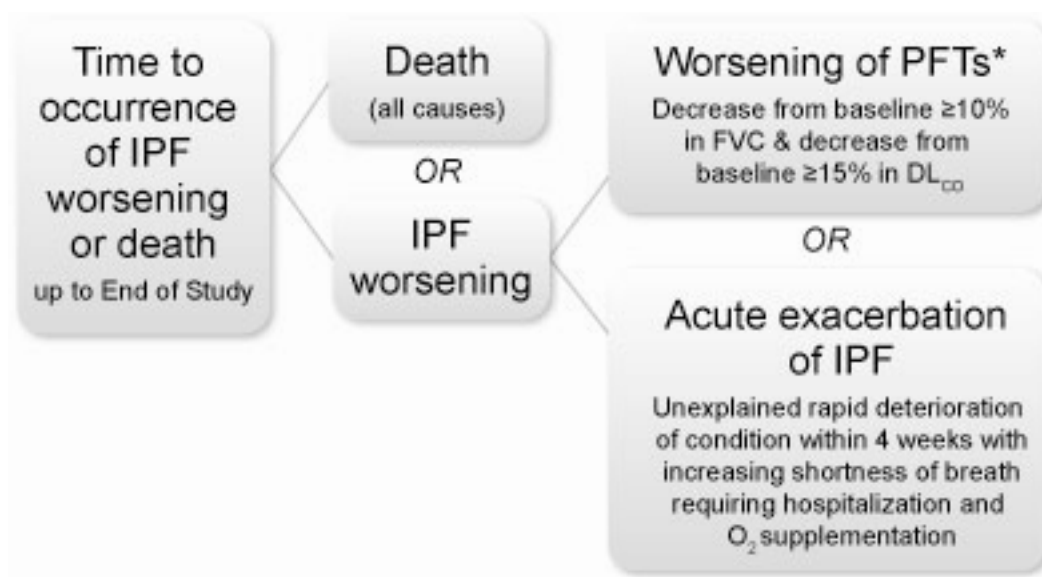 Time to
occurrence
of IPF
worsening
or death
up to End of Study
Death
(all causes)
OR
IPF
worsening
Worsening of PFTs*
Decrease from baseline ≥10%
in FVC & decrease from
baseline ≥15% in DLCO
OR
Acute exacerbation
of IPF
Unexplained rapid deterioration
of condition within 4 weeks with
increasing shortness of breath
requiring hospitalization and
O2 supplementation